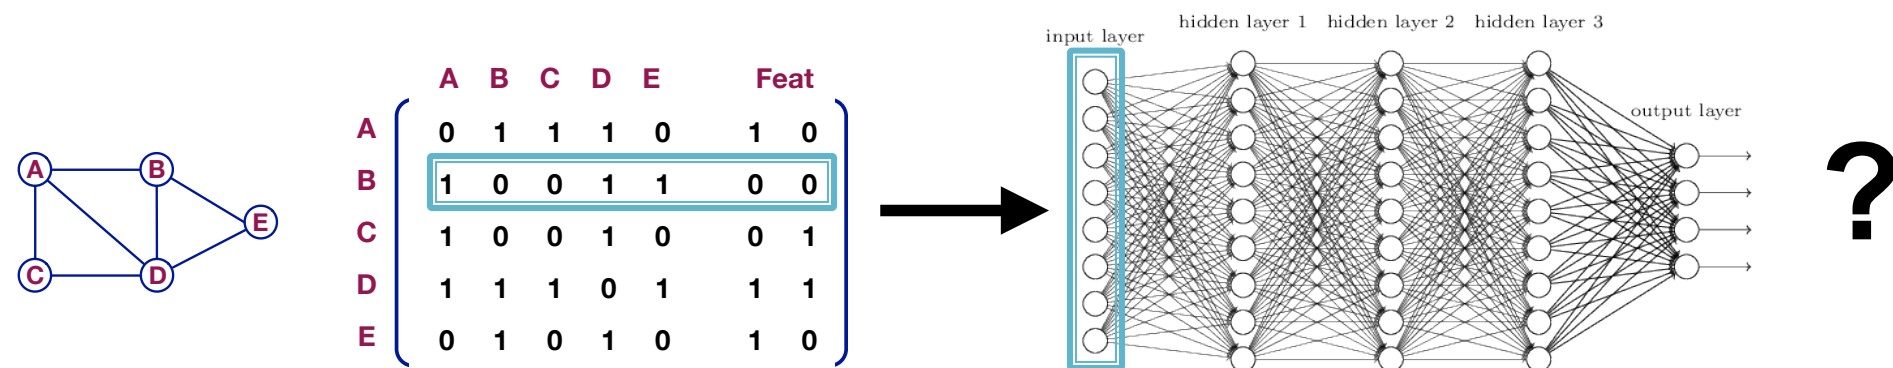 A B
C D
E
A B C D E Feat
A 0 1 1 1 0 1 0
B 1 0 0 1 1 0 0
C 1 0 0 1 0 0 1
D 1 1 1 0 1 1 1
E 0 1 0 1 0 1 0
input layer
hidden layer 1 hidden layer 2 hidden layer 3
output layer
?